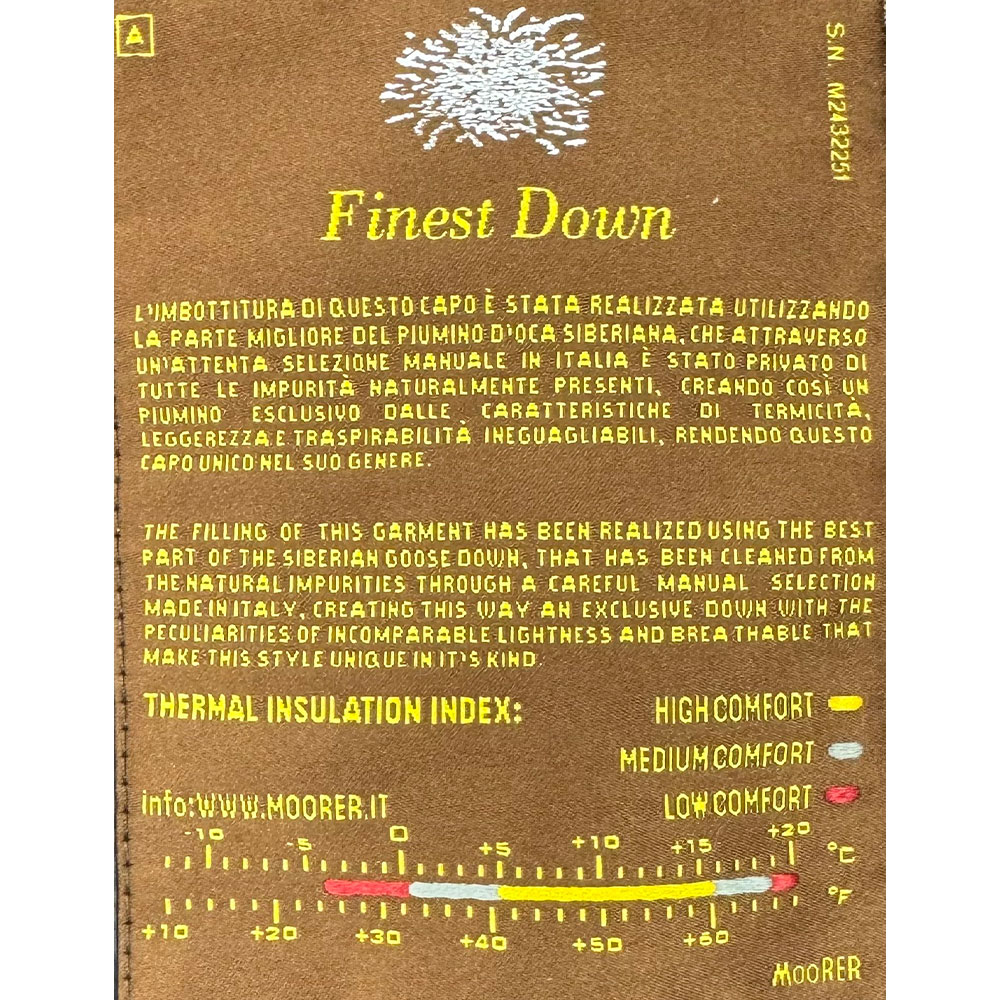 A
S.N. M2432251
Finest Down
L'IMBOTTITURA DI QUESTO CAPO È STATA REALIZZATA UTILIZZANDO
LA PARTE MIGLIORE DEL PIUMINO D'OCA SIBERIANA, CHE ATTRAVERSO
UN'ATTENTA SELEZIONE MANUALE IN ITALIA È STATO PRIVATO DI
TUTTE LE IMPURITÀ NATURALMENTE PRESENTI, CREANDO COSÌ UN
PIUMINO ESCLUSIVO DALLE CARATTERISTICHE DI TERMICITÀ,
LEGGEREZZA E TRASPIRABILITÀ INEGUAGLIABILI, RENDENDO QUESTO
CAPO UNICO NEL SUO GENERE.
THE FILLING OF THIS GARMENT HAS BEEN REALIZED USING THE BEST
PART OF THE SIBERIAN GOOSE DOWN, THAT HAS BEEN CLEANED FROM
THE NATURAL IMPURITIES THROUGH A CAREFUL MANUAL SELECTION
MADE IN ITALY, CREATING THIS WAY AN EXCLUSIVE DOWN WITH THE
PECULIARITIES OF INCOMPARABLE LIGHTNESS AND BREATHABLE THAT
MAKE THIS STYLE UNIQUE IN IT'S KIND.
THERMAL INSULATION INDEX:
HIGH COMFORT
MEDIUM COMFORT
LOW COMFORT
info:WWW.MOORER.IT
-10 -5 0 +5 +10 +15 +20 °C
+10 +20 +30 +40 +50 +60 °F
MOORER